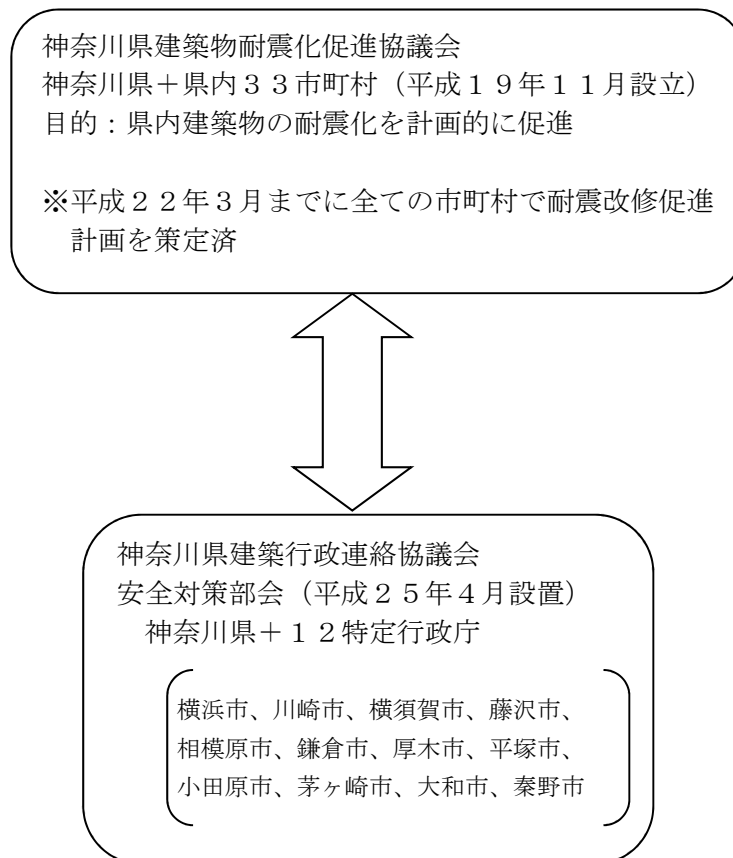 神奈川県建築物耐震化促進協議会
神奈川県＋県内３３市町村（平成１９年１１月設立）
目的：県内建築物の耐震化を計画的に促進
※平成２２年３月までに全ての市町村で耐震改修促進
計画を策定済
神奈川県建築行政連絡協議会
安全対策部会（平成２５年４月設置）
神奈川県＋１２特定行政庁
横浜市、川崎市、横須賀市、藤沢市、
相模原市、鎌倉市、厚木市、平塚市、
小田原市、茅ヶ崎市、大和市、秦野市